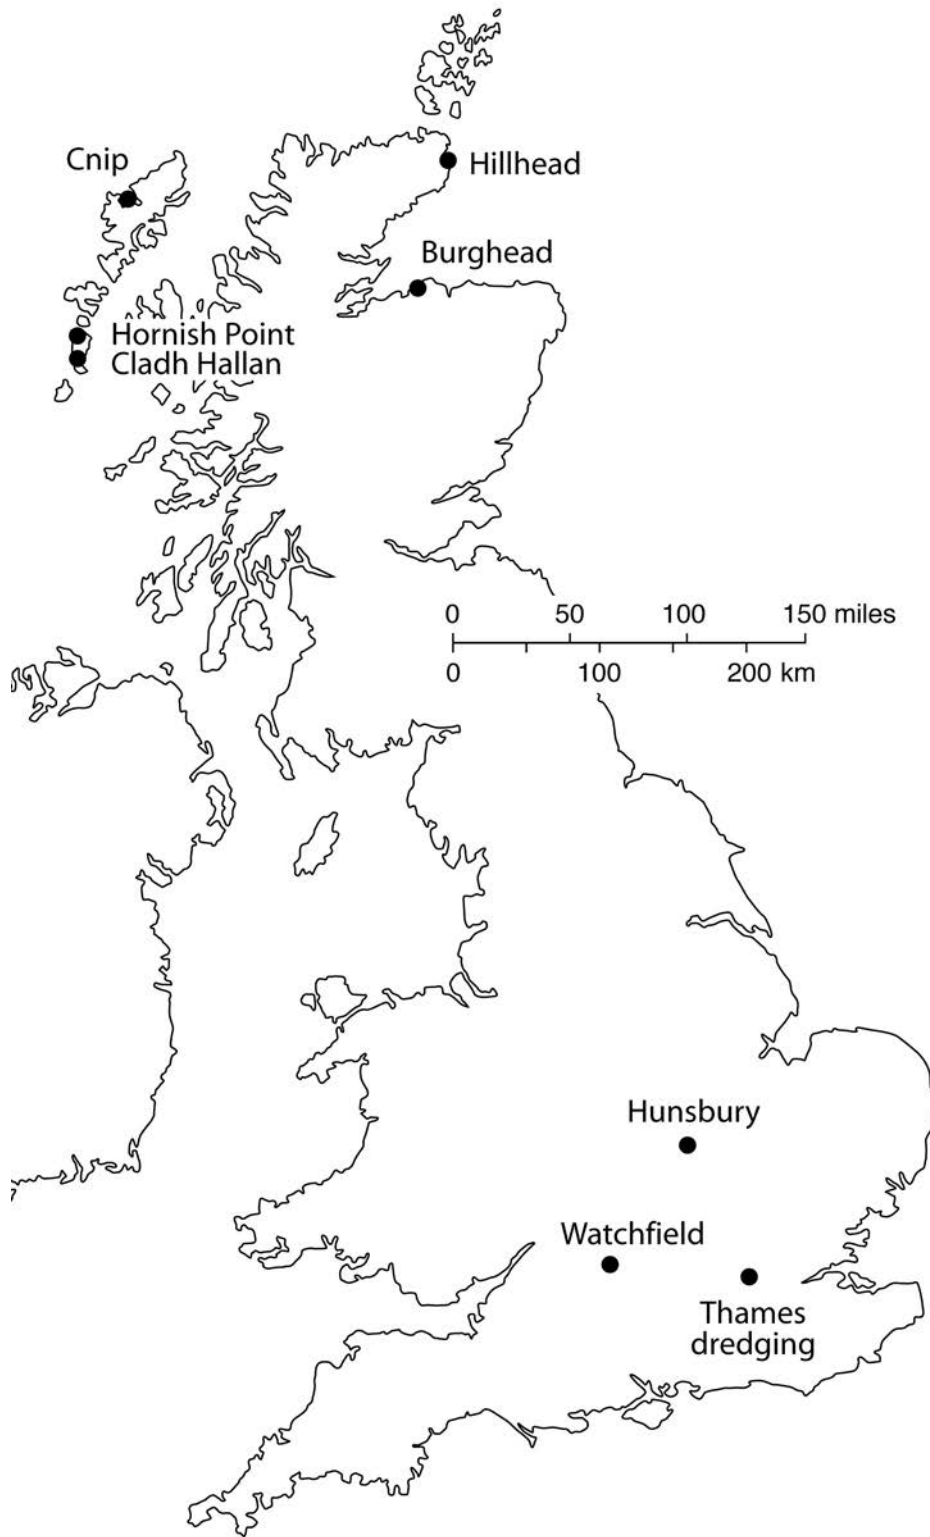 Cnip
Hillhead
Burghead
Hornish Point
Cladh Hallan
0 50 100 150 miles
0 100 200 km
Hunsbury
Watchfield
Thames
dredging